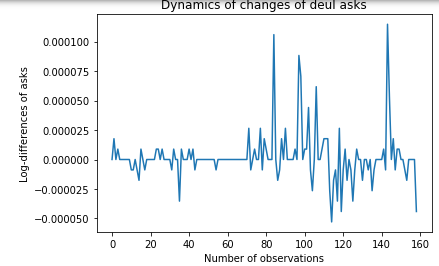 Dynamics of changes of deul asks
Log-differences of asks
0.000100
0.000075
0.000050
0.000025
0.000000
−0.000025
−0.000050
0 20 40 60 80 100 120 140 160
Number of observations